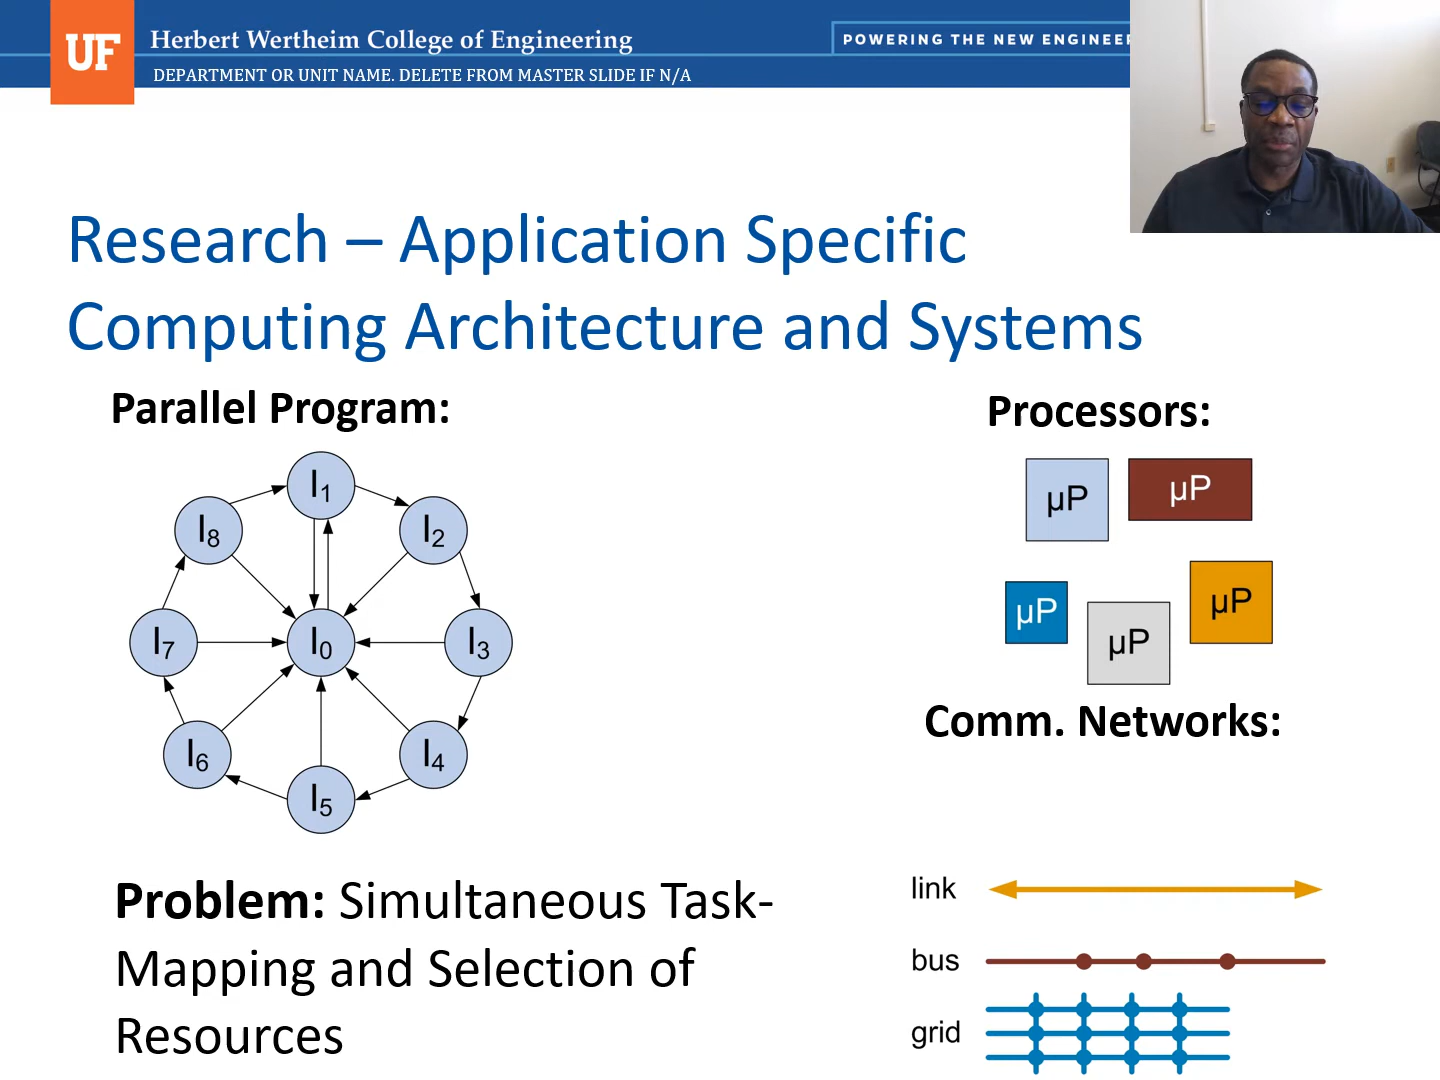 UF
Herbert Wertheim College of Engineering
POWERING THE NEW ENGINEER
DEPARTMENT OR UNIT NAME. DELETE FROM MASTER SLIDE IF N/A
Research – Application Specific
Computing Architecture and Systems
Parallel Program:
I1
I2
I3
I4
I5
I6
I7
I8
I0
Processors:
μP
μP
μP
μP
μP
Comm. Networks:
link
bus
grid
Problem: Simultaneous Task-
Mapping and Selection of
Resources